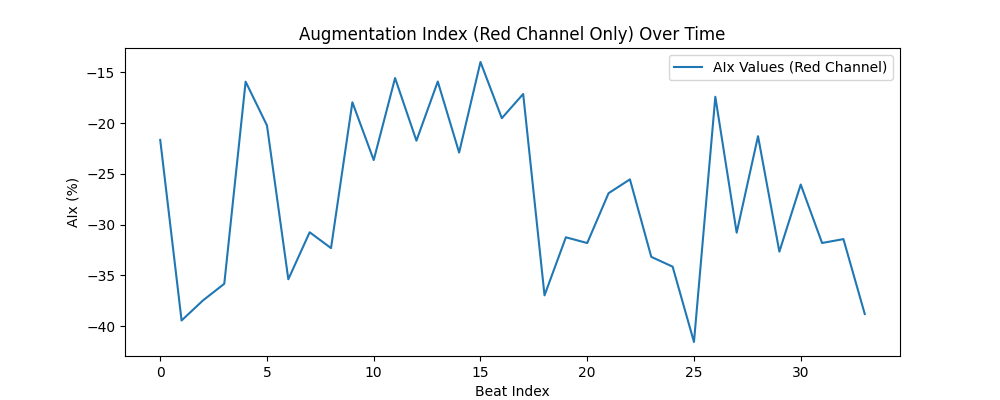 Augmentation Index (Red Channel Only) Over Time
AIx Values (Red Channel)
AIx (%)
−15
−20
−25
−30
−35
−40
0 5 10 15 20 25 30
Beat Index